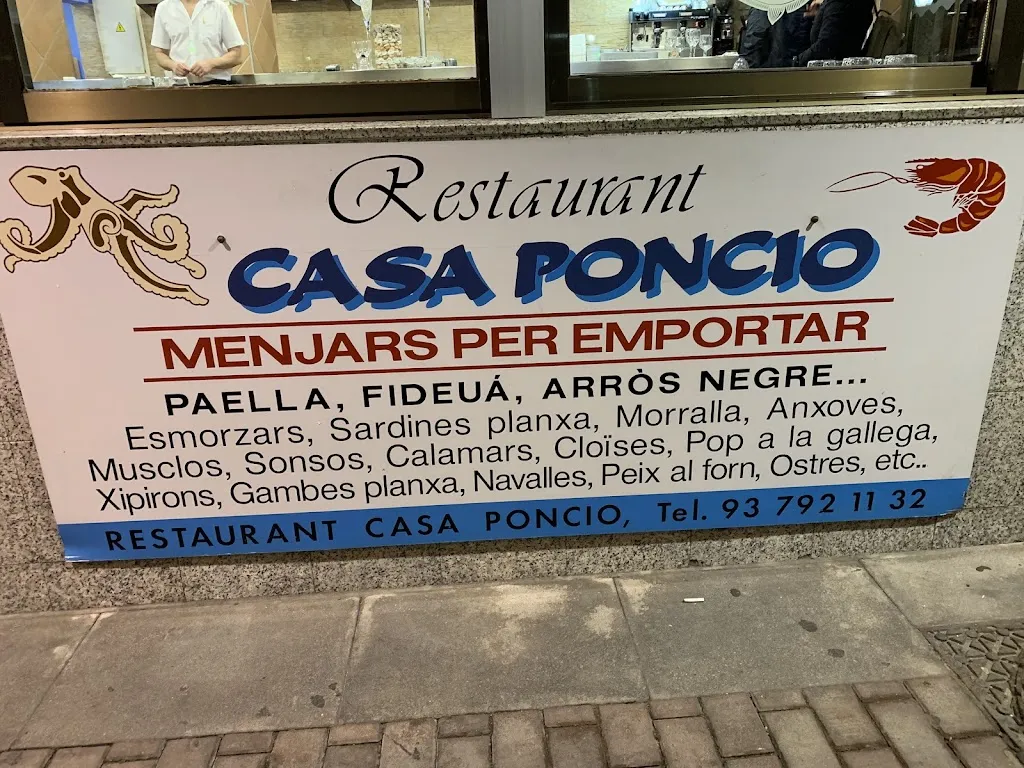 Restaurant
CASA PONCIO
MENJARS PER EMPORTAR
PAELLA, FIDEUÁ, ARRÒS NEGRE...
Esmorzars, Sardines planxa, Morralla, Anxoves,
Musclos, Sonsos, Calamars, Cloïses, Pop a la gallega,
Xipirons, Gambes planxa, Navalles, Peix al forn, Ostres, etc..
RESTAURANT CASA PONCIO, Tel. 93 792 11 32